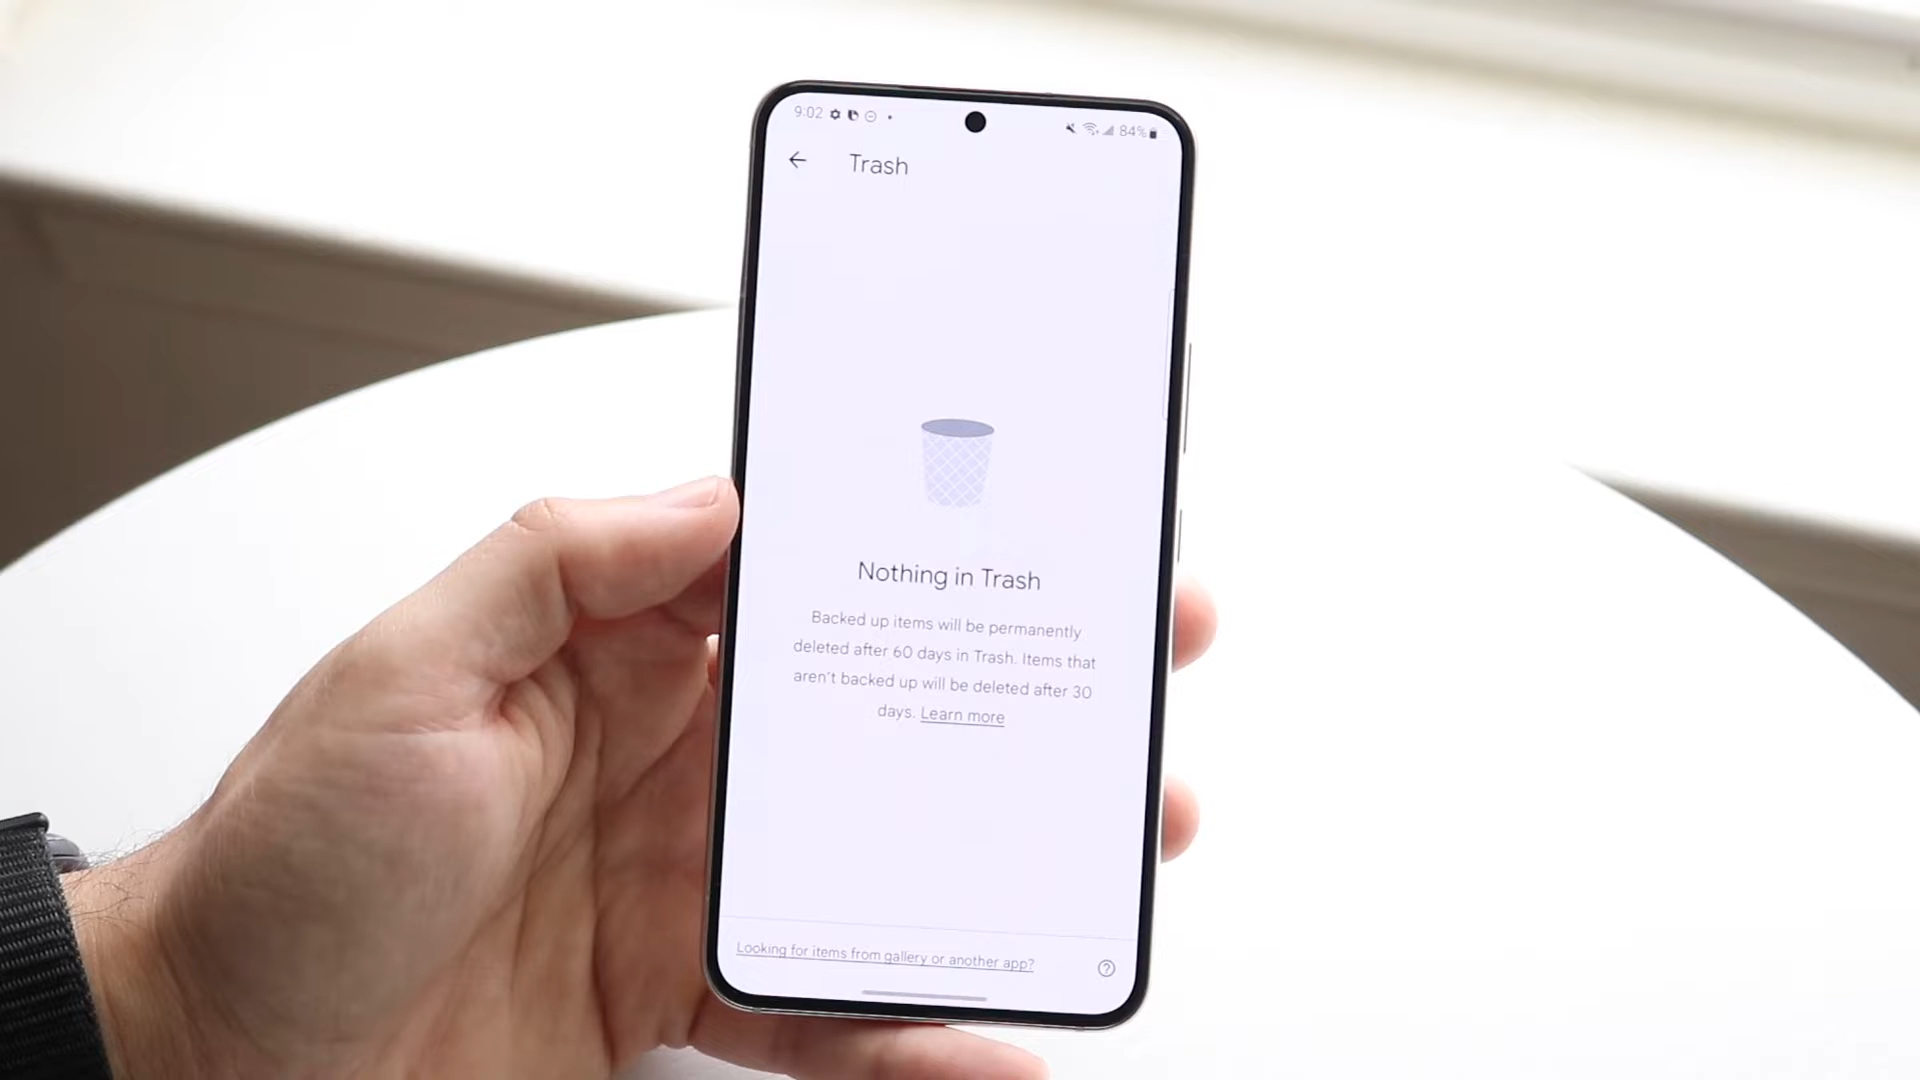 9:02 84%
Trash
Nothing in Trash
Backed up items will be permanently
deleted after 60 days in Trash. Items that
aren't backed up will be deleted after 30
days. Learn more
Looking for items from gallery or another app?